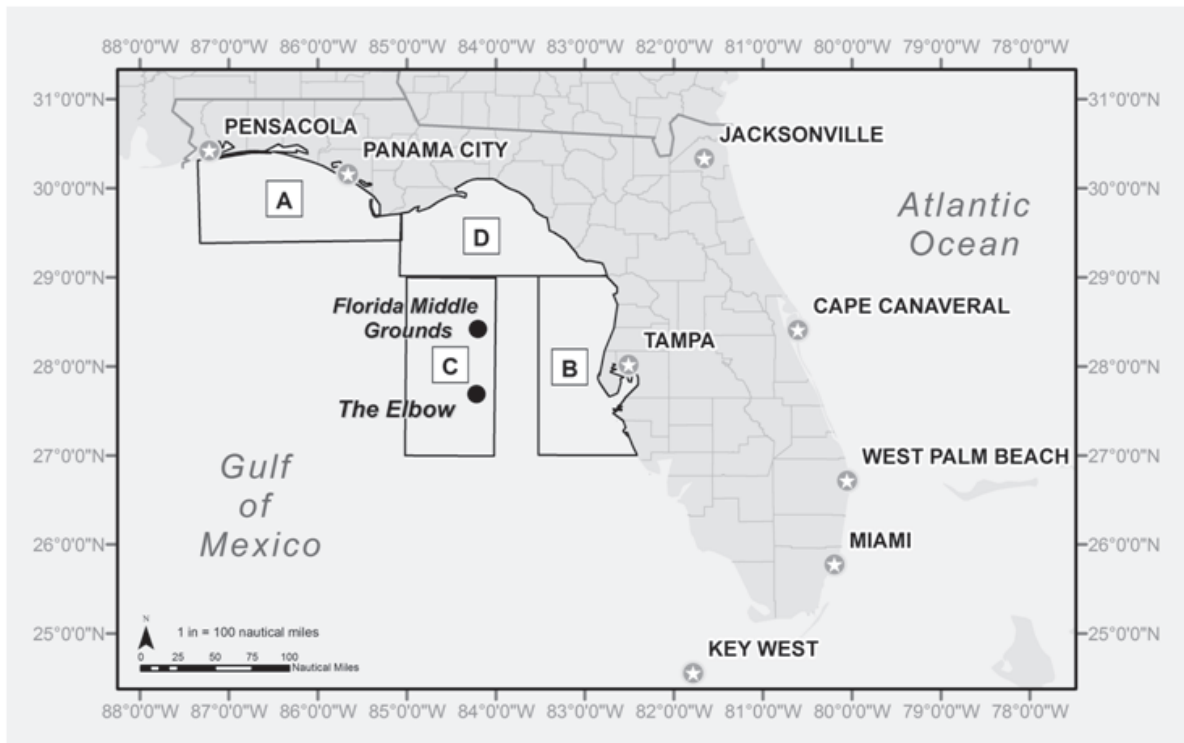 88°0'0"W 87°0'0"W 86°0'0"W 85°0'0"W 84°0'0"W 83°0'0"W 82°0'0"W 81°0'0"W 80°0'0"W 79°0'0"W 78°0'0"W
31°0'0"N 31°0'0"N
PENSACOLA
JACKSONVILLE
PANAMA CITY
30°0'0"N 30°0'0"N
A
Atlantic
Ocean
D
29°0'0"N 29°0'0"N
Florida Middle
Grounds
CAPE CANAVERAL
TAMPA
28°0'0"N C B 28°0'0"N
The Elbow
27°0'0"N 27°0'0"N
WEST PALM BEACH
Gulf
of
Mexico
26°0'0"N 26°0'0"N
MIAMI
N
1 in = 100 nautical miles
25°0'0"N 25°0'0"N
0 25 50 75 100
Nautical Miles
KEY WEST
88°0'0"W 87°0'0"W 86°0'0"W 85°0'0"W 84°0'0"W 83°0'0"W 82°0'0"W 81°0'0"W 80°0'0"W 79°0'0"W 78°0'0"W